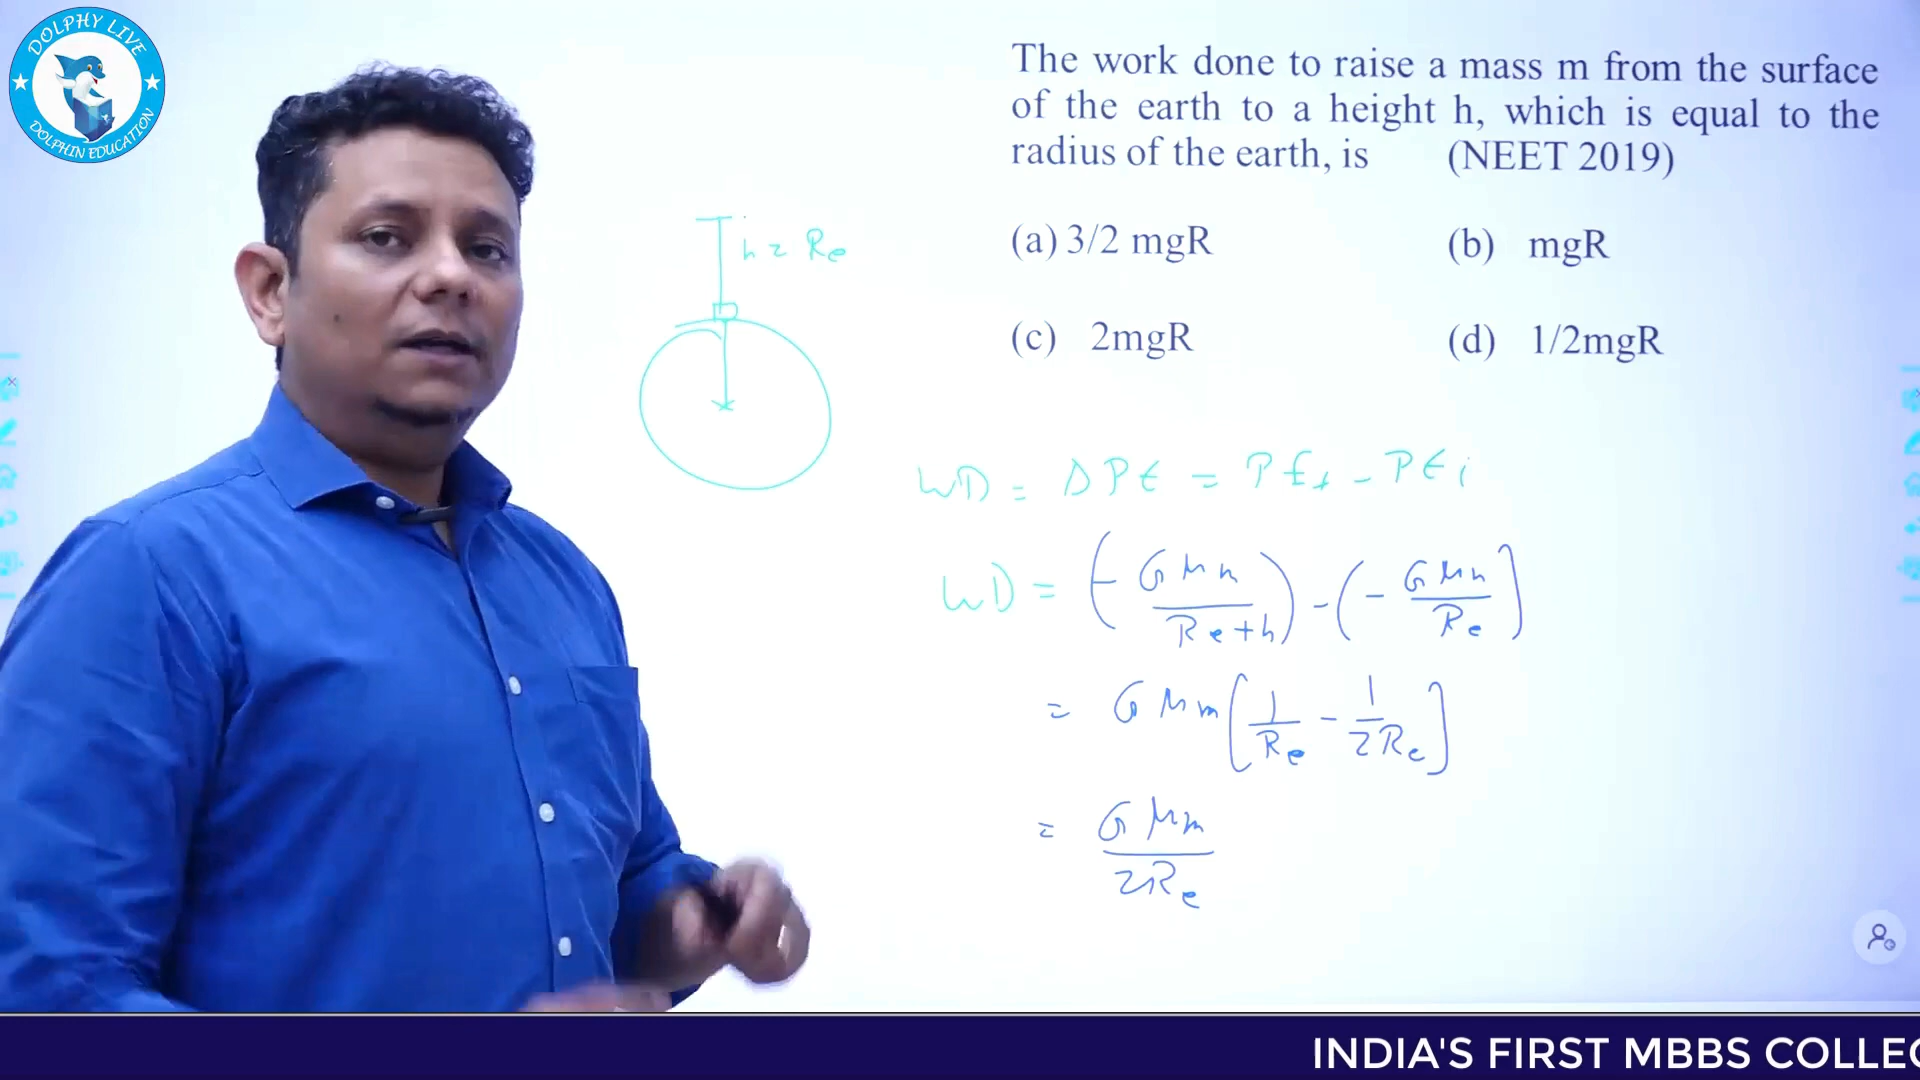 DOLPHY LIVE
DOLPHIN EDUCATION
The work done to raise a mass m from the surface
of the earth to a height h, which is equal to the
radius of the earth, is (NEET 2019)
(a) 3/2 mgR (b) mgR
(c) 2mgR (d) 1/2mgR
h = Re
WD = ΔPE = PEf - PEi
WD = (- GMm/(Re+h)) - (- GMm/Re)
= GMm [1/Re - 1/2Re]
= GMm/2Re
INDIA'S FIRST MBBS COLLEG